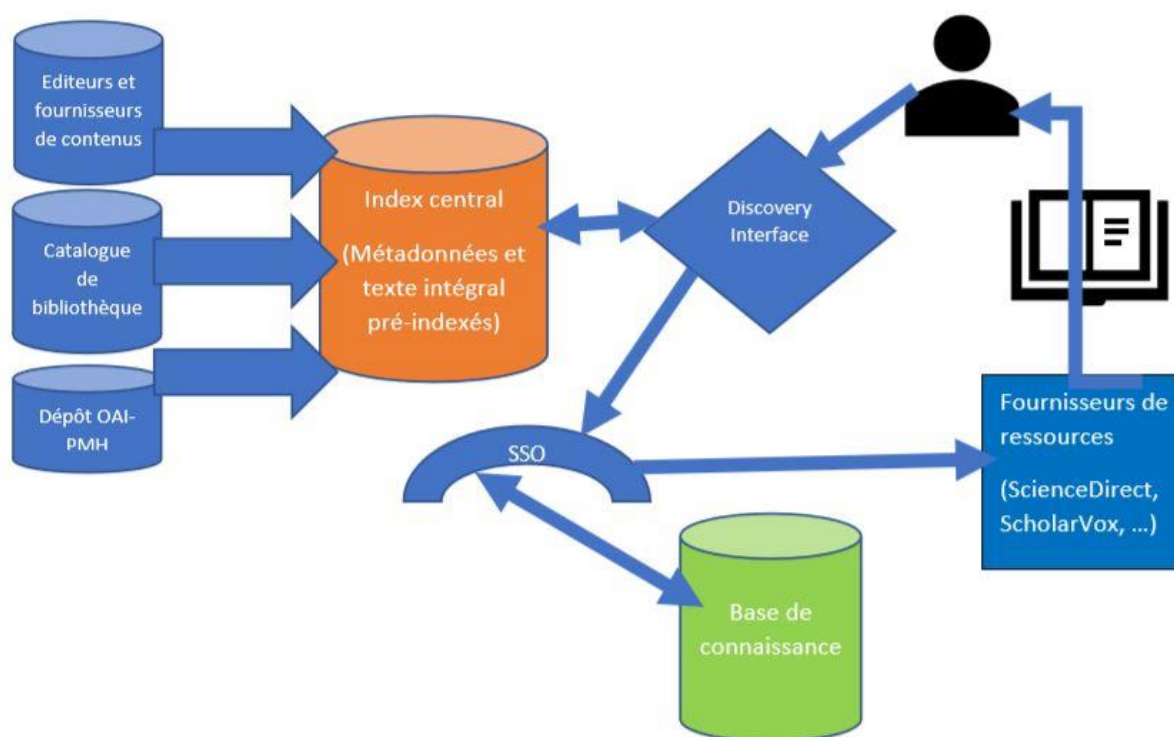 Editeurs et
fournisseurs
de contenus
Catalogue
de
bibliothèque
Dépôt OAI-
PMH
Index central
(Métadonnées et
texte intégral
pré-indexés)
Discovery
Interface
SSO
Base de
connaissance
Fournisseurs de
ressources
(ScienceDirect,
ScholarVox, ...)